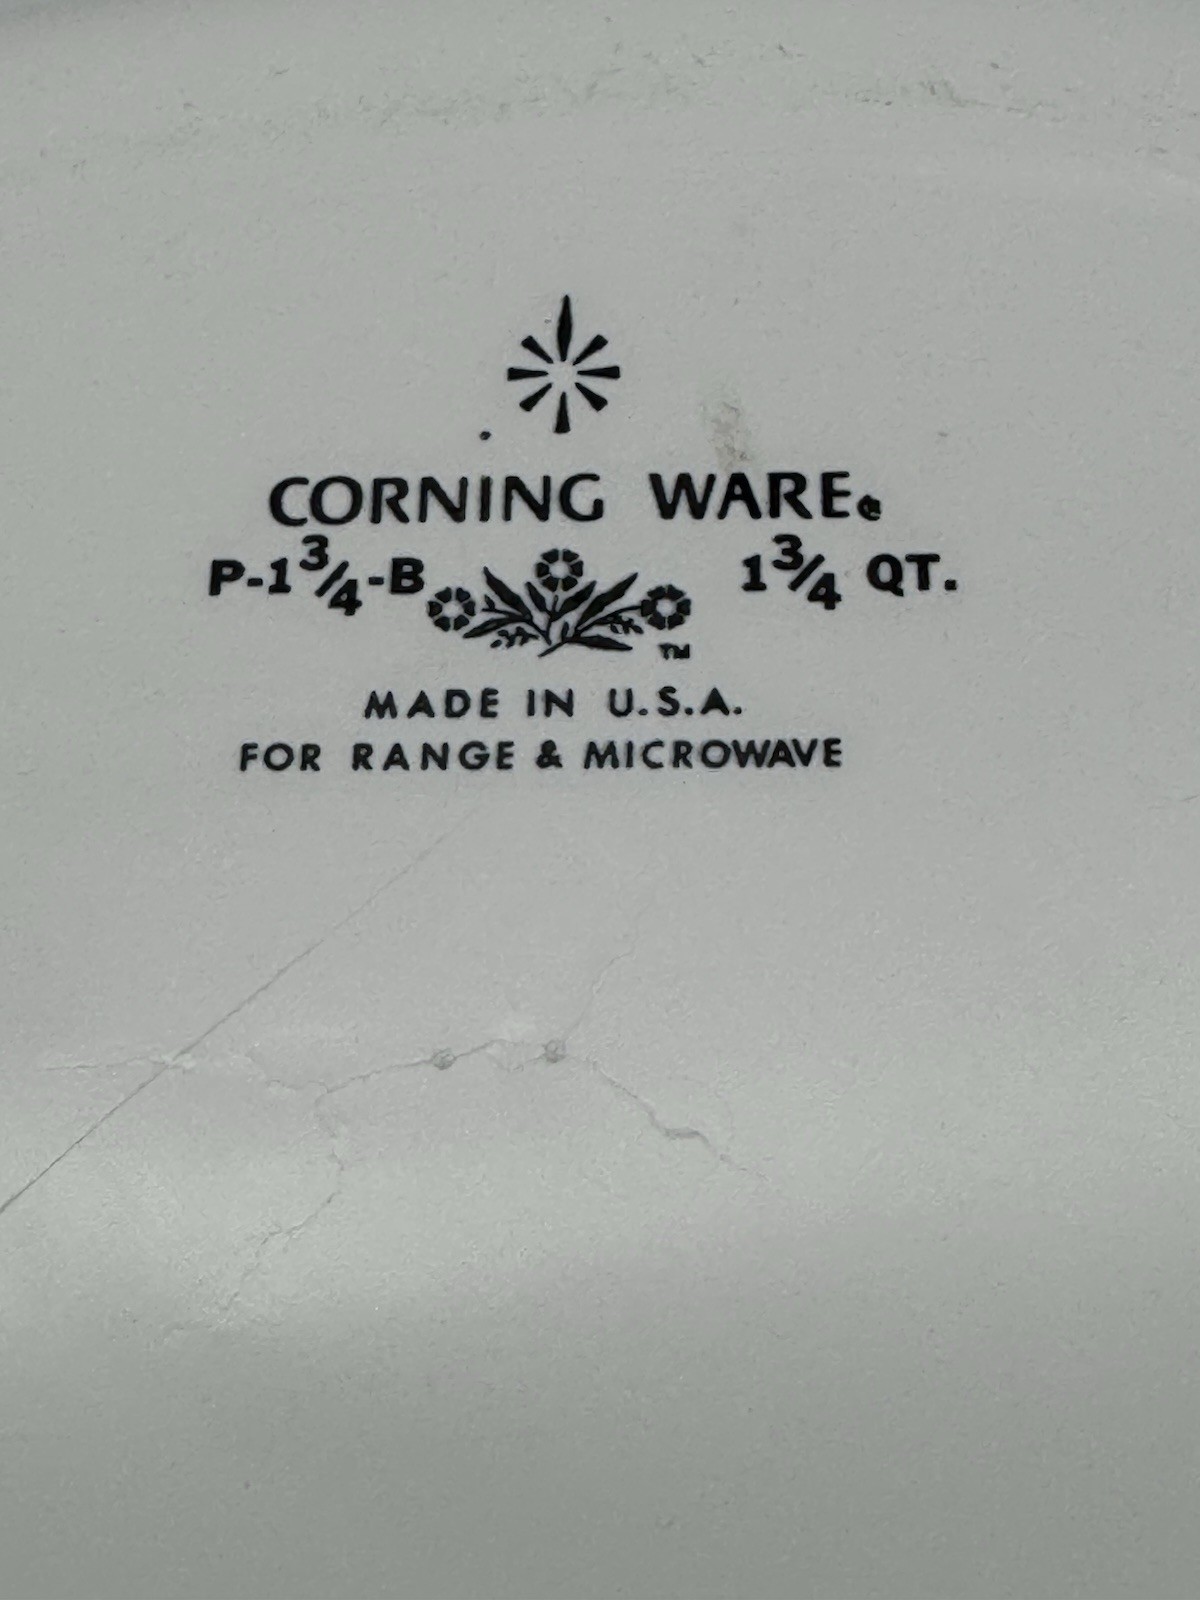 CORNING WARE®
P-1¾-B 1¾ QT.
TM
MADE IN U.S.A.
FOR RANGE & MICROWAVE